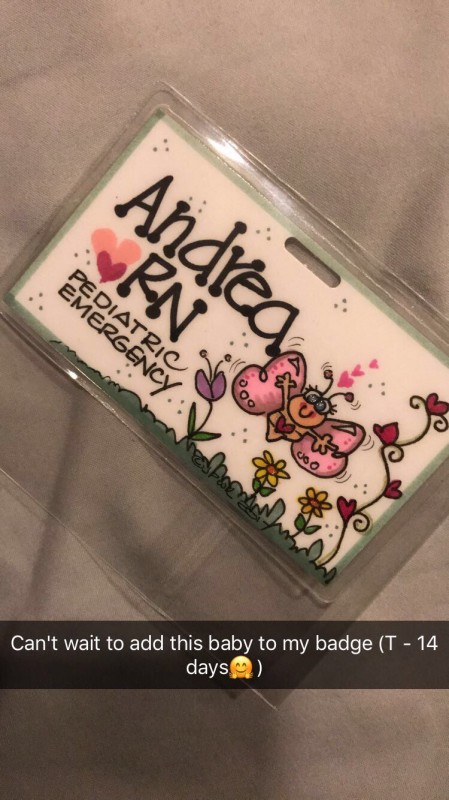 Andrea
RN
PEDIATRIC
EMERGENCY
Can't wait to add this baby to my badge (T - 14
days🤗)